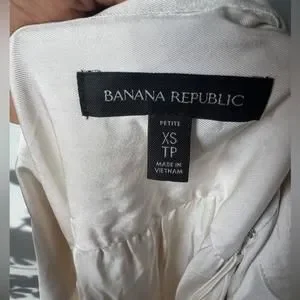 BANANA REPUBLIC
PETITE
XS
TP
MADE IN
VIETNAM